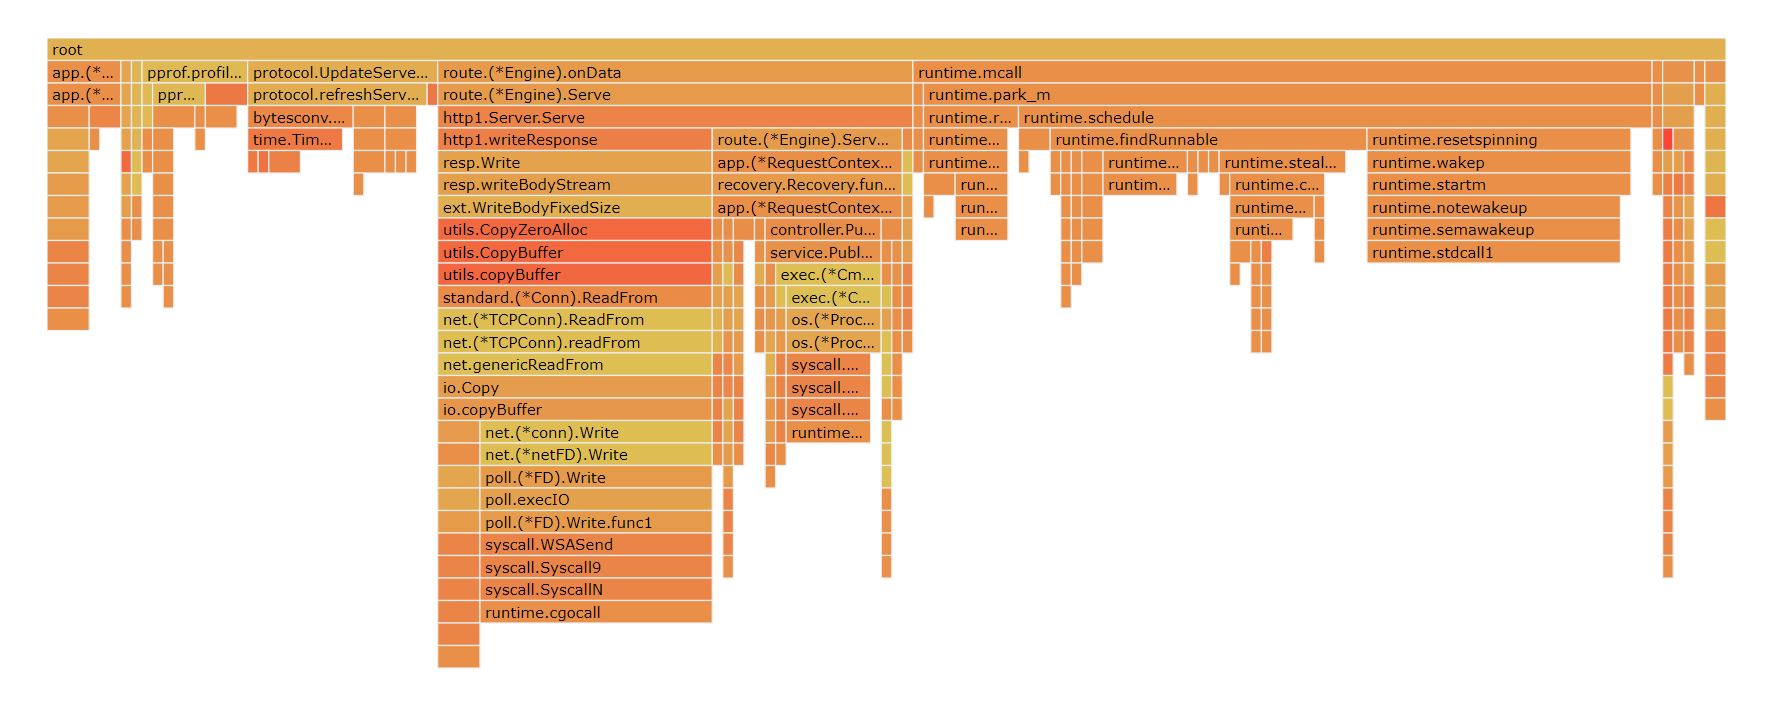 root
app.(*... pprof.profil... protocol.UpdateServe... route.(*Engine).onData runtime.mcall
app.(*... ppr... protocol.refreshServ... route.(*Engine).Serve runtime.park_m
bytesconv.... http1.Server.Serve runtime.r... runtime.schedule
time.Tim... http1.writeResponse route.(*Engine).Serv... runtime... runtime.findRunnable runtime.resetspinning
resp.Write app.(*RequestContex... runtime... runtime... runtime.steal... runtime.wakep
resp.writeBodyStream recovery.Recovery.fun... run... runtim... runtime.c... runtime.startm
ext.WriteBodyFixedSize app.(*RequestContex... run... runtime... runtime.notewakeup
utils.CopyZeroAlloc controller.Pu... run... runti... runtime.semawakeup
utils.CopyBuffer service.Publ... runtime.stdcall1
utils.copyBuffer exec.(*Cm...
standard.(*Conn).ReadFrom exec.(*C...
net.(*TCPConn).ReadFrom os.(*Proc...
net.(*TCPConn).readFrom os.(*Proc...
net.genericReadFrom syscall....
io.Copy syscall....
io.copyBuffer syscall....
net.(*conn).Write runtime...
net.(*netFD).Write
poll.(*FD).Write
poll.execIO
poll.(*FD).Write.func1
syscall.WSASend
syscall.Syscall9
syscall.SyscallN
runtime.cgocall